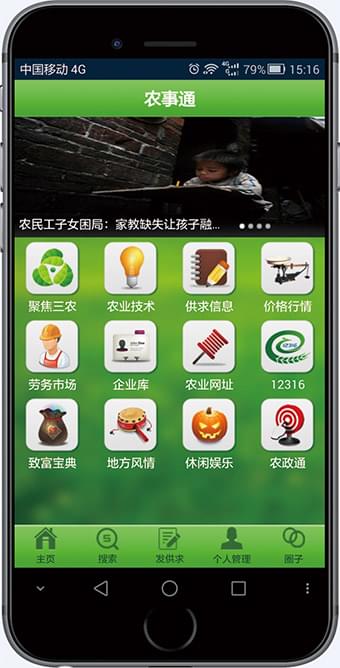 中国移动 4G 4G 79% 15:16
农事通
农民工子女困局：家教缺失让孩子融...
聚焦三农 农业技术 供求信息 价格行情
12316
劳务市场 企业库 农业网址 12316
致富宝典 地方风情 休闲娱乐 农政通
主页 搜索 发供求 个人管理 圈子